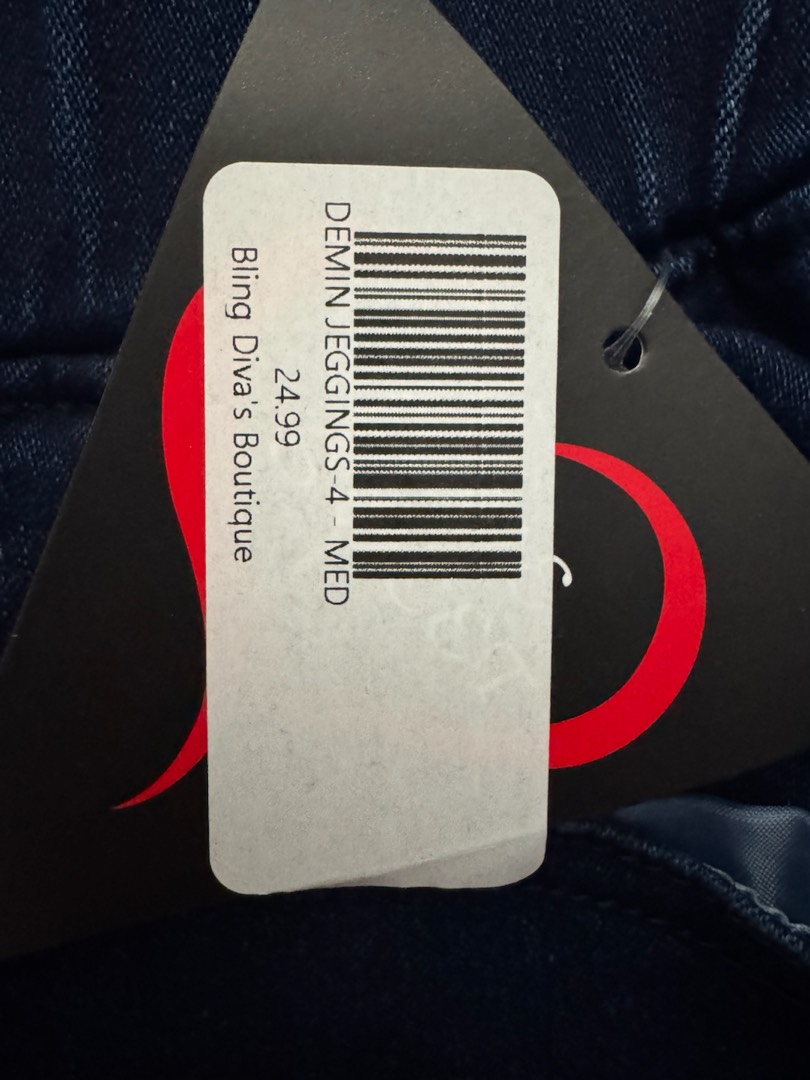 DEMIN JEGGINGS-4 - MED
24.99
Bling Diva's Boutique